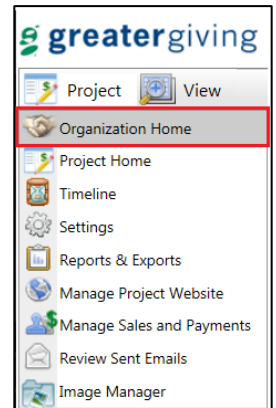 greatergiving
Project View
Organization Home
Project Home
Timeline
Settings
Reports & Exports
Manage Project Website
Manage Sales and Payments
Review Sent Emails
Image Manager